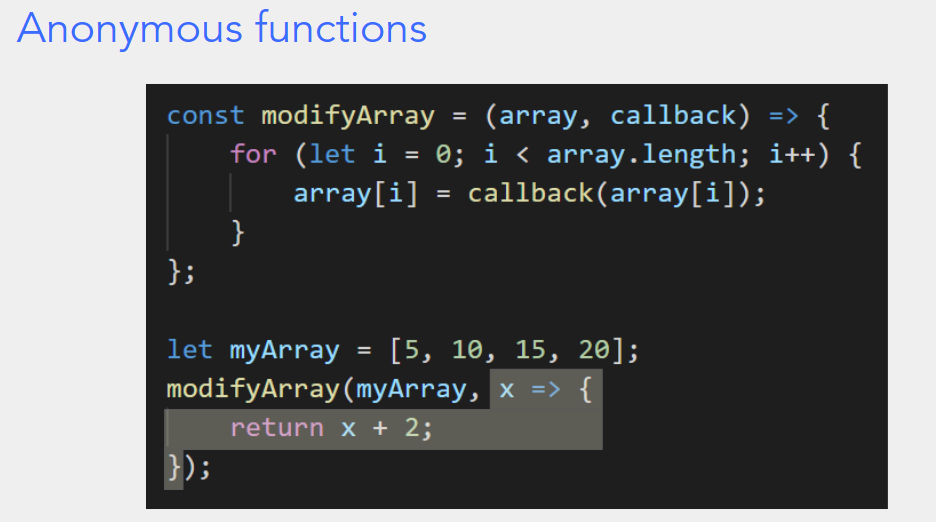 Anonymous functions
const modifyArray = (array, callback) => {
    for (let i = 0; i < array.length; i++) {
        array[i] = callback(array[i]);
    }
};
let myArray = [5, 10, 15, 20];
modifyArray(myArray, x => {
    return x + 2;
});